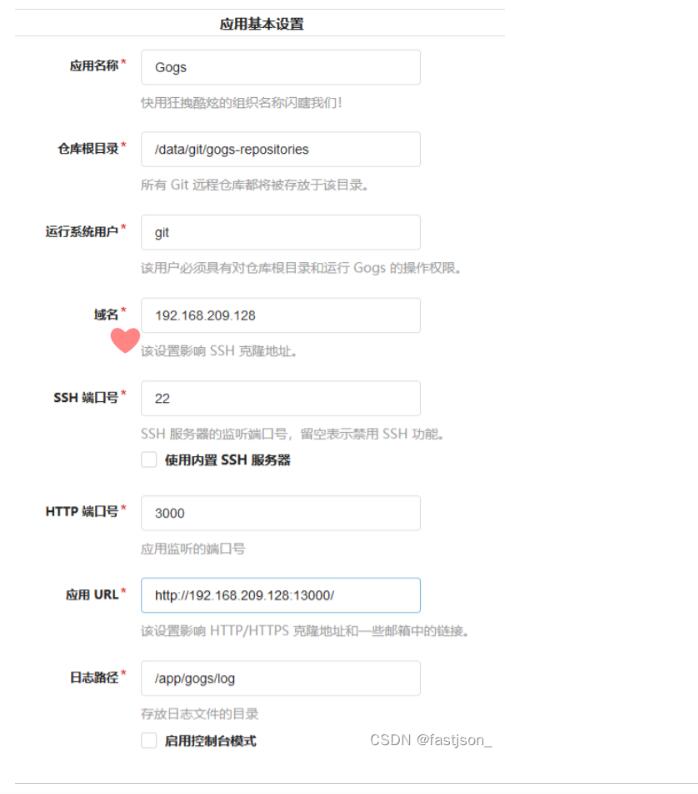 应用基本设置
应用名称*
Gogs
快用狂拽酷炫的组织名称闪瞎我们！
仓库根目录*
/data/git/gogs-repositories
所有 Git 远程仓库都将被存放于该目录。
运行系统用户*
git
该用户必须具有对仓库根目录和运行 Gogs 的操作权限。
域名*
192.168.209.128
该设置影响 SSH 克隆地址。
SSH 端口号*
22
SSH 服务器的监听端口号，留空表示禁用 SSH 功能。
使用内置 SSH 服务器
HTTP 端口号*
3000
应用监听的端口号
应用 URL*
http://192.168.209.128:13000/
该设置影响 HTTP/HTTPS 克隆地址和一些邮箱中的链接。
日志路径*
/app/gogs/log
存放日志文件的目录
启用控制台模式
CSDN @fastjson_